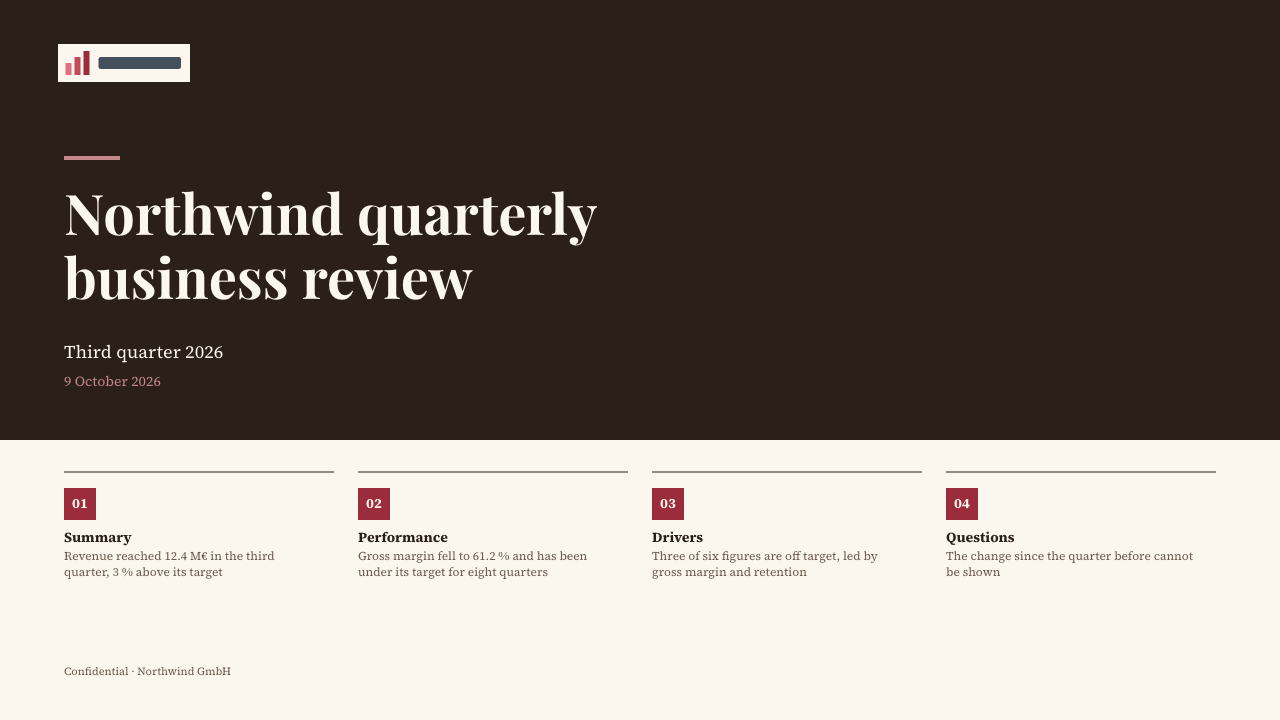 Northwind quarterly
business review
Third quarter 2026
9 October 2026
01
Summary
Revenue reached 12.4 M€ in the third
quarter, 3 % above its target
02
Performance
Gross margin fell to 61.2 % and has been
under its target for eight quarters
03
Drivers
Three of six figures are off target, led by
gross margin and retention
04
Questions
The change since the quarter before cannot
be shown
Confidential · Northwind GmbH